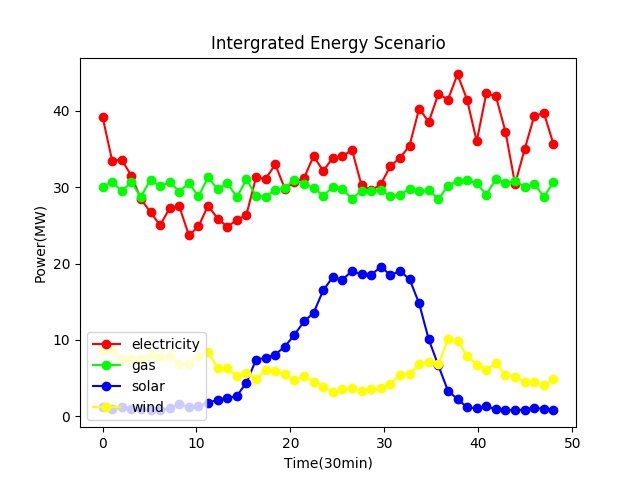 Intergrated Energy Scenario
Power(MW)
40
30
20
10
0
electricity
gas
solar
wind
0 10 20 30 40 50
Time(30min)